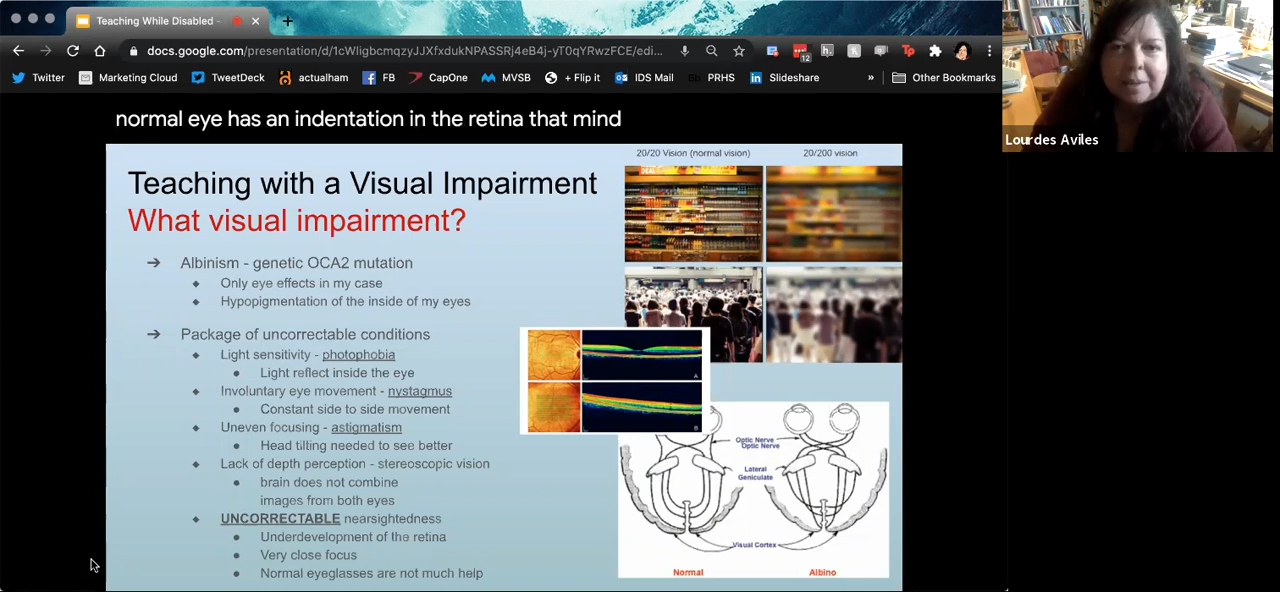 Teaching While Disabled -
docs.google.com/presentation/d/1cWligbcmqzyJJXfxdukNPASSRj4eB4j-yT0qYRwzFCE/edi...
12
Tp
Twitter
Marketing Cloud
TweetDeck
actualham
FB
CapOne
MVSB
+ Flip it
IDS Mail
Bb PRHS
Slideshare
»
Other Bookmarks
Lourdes Aviles
normal eye has an indentation in the retina that mind
Teaching with a Visual Impairment
What visual impairment?
➔ Albinism - genetic OCA2 mutation
◆ Only eye effects in my case
◆ Hypopigmentation of the inside of my eyes
➔ Package of uncorrectable conditions
◆ Light sensitivity - photophobia
● Light reflect inside the eye
◆ Involuntary eye movement - nystagmus
● Constant side to side movement
◆ Uneven focusing - astigmatism
● Head tilling needed to see better
◆ Lack of depth perception - stereoscopic vision
● brain does not combine
images from both eyes
◆ UNCORRECTABLE nearsightedness
● Underdevelopment of the retina
● Very close focus
● Normal eyeglasses are not much help
20/20 Vision (normal vision)
20/200 vision
DEAL
A
B
Optic Nerve
Optic Nerve
Lateral
Geniculate
Visual Cortex
Normal
Albino